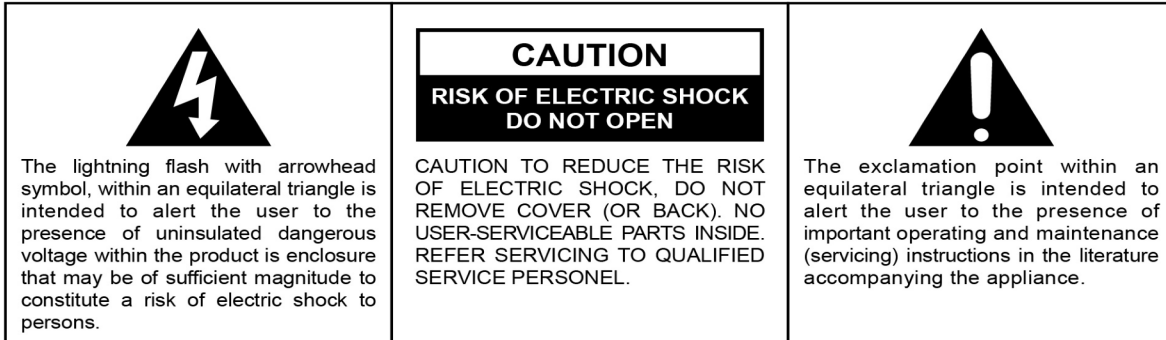 The lightning flash with arrowhead
symbol, within an equilateral triangle is
intended to alert the user to the
presence of uninsulated dangerous
voltage within the product is enclosure
that may be of sufficient magnitude to
constitute a risk of electric shock to
persons.
CAUTION
RISK OF ELECTRIC SHOCK
DO NOT OPEN
CAUTION TO REDUCE THE RISK
OF ELECTRIC SHOCK, DO NOT
REMOVE COVER (OR BACK). NO
USER-SERVICEABLE PARTS INSIDE.
REFER SERVICING TO QUALIFIED
SERVICE PERSONEL.
The exclamation point within an
equilateral triangle is intended to
alert the user to the presence of
important operating and maintenance
(servicing) instructions in the literature
accompanying the appliance.